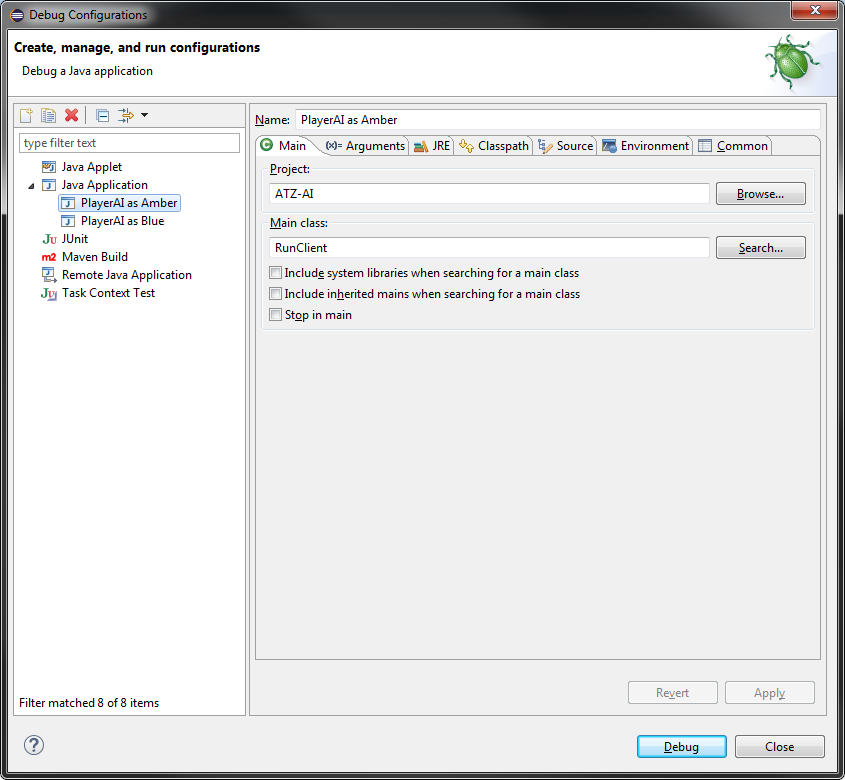 Debug Configurations
Create, manage, and run configurations
Debug a Java application
type filter text
Java Applet
Java Application
PlayerAI as Amber
PlayerAI as Blue
Ju JUnit
m2 Maven Build
Remote Java Application
Ju Task Context Test
Filter matched 8 of 8 items
Name: PlayerAI as Amber
Main (x)= Arguments JRE Classpath Source Environment Common
Project:
ATZ-AI Browse...
Main class:
RunClient Search...
Include system libraries when searching for a main class
Include inherited mains when searching for a main class
Stop in main
Revert Apply
? Debug Close